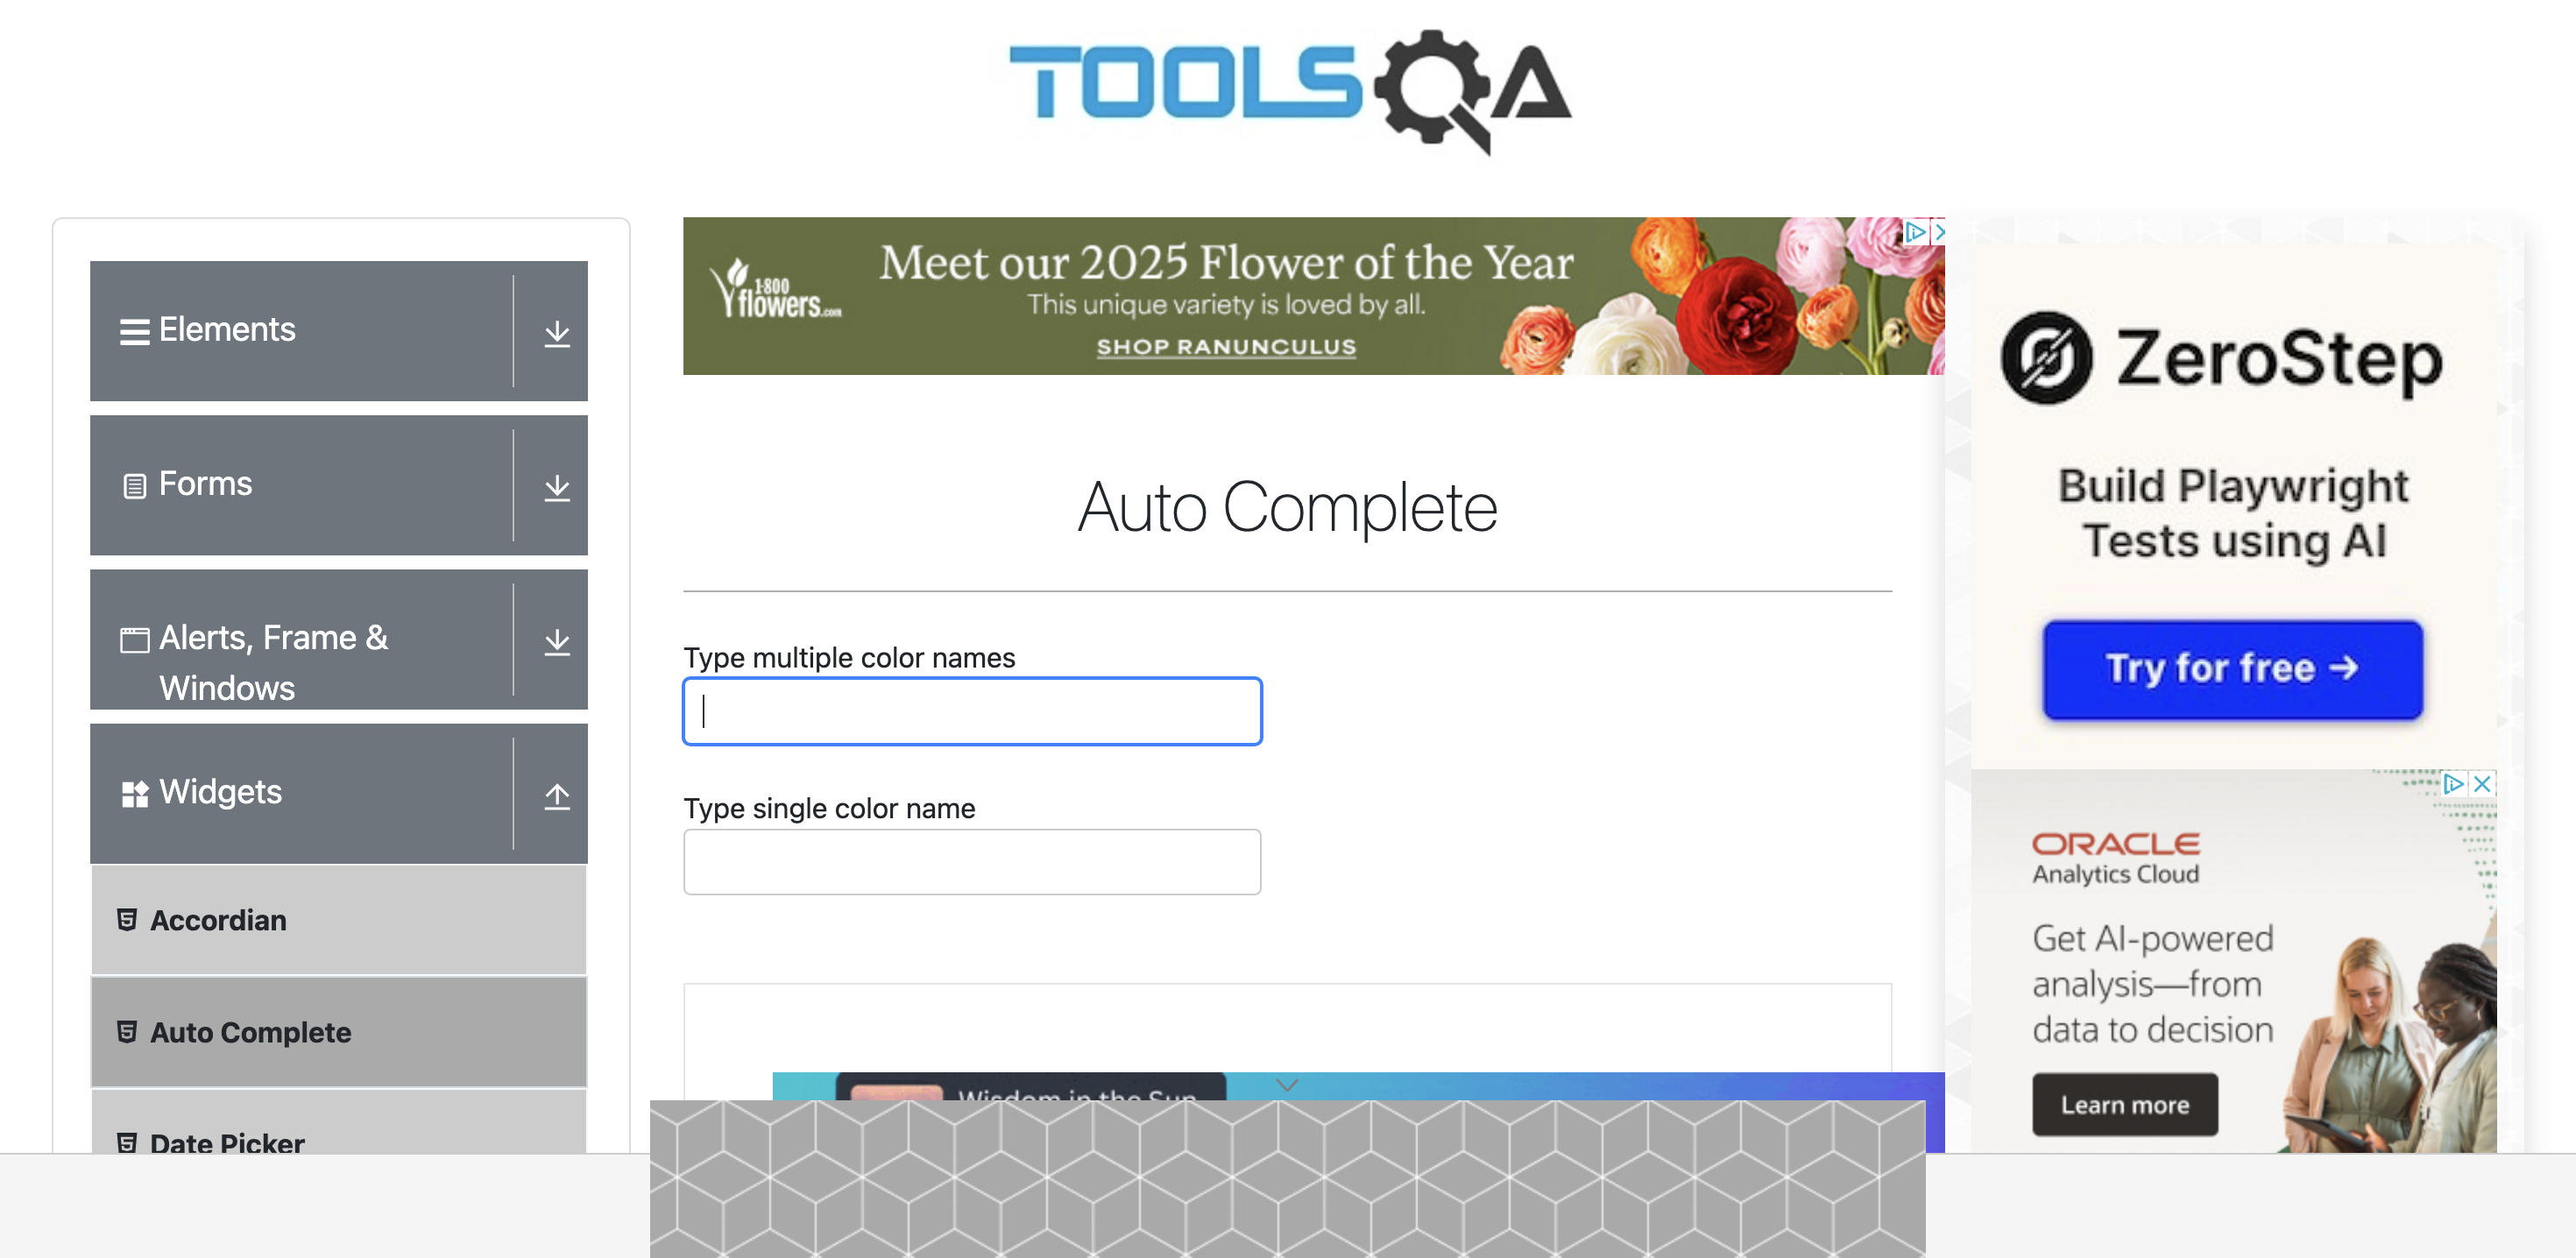 TOOLSQA
Elements
Forms
Alerts, Frame &
Windows
Widgets
Accordian
Auto Complete
Date Picker
1-800
flowers.com
Meet our 2025 Flower of the Year
This unique variety is loved by all.
SHOP RANUNCULUS
Auto Complete
Type multiple color names
Type single color name
Wisdom in the Sun
ZeroStep
Build Playwright
Tests using AI
Try for free →
ORACLE
Analytics Cloud
Get AI-powered
analysis—from
data to decision
Learn more